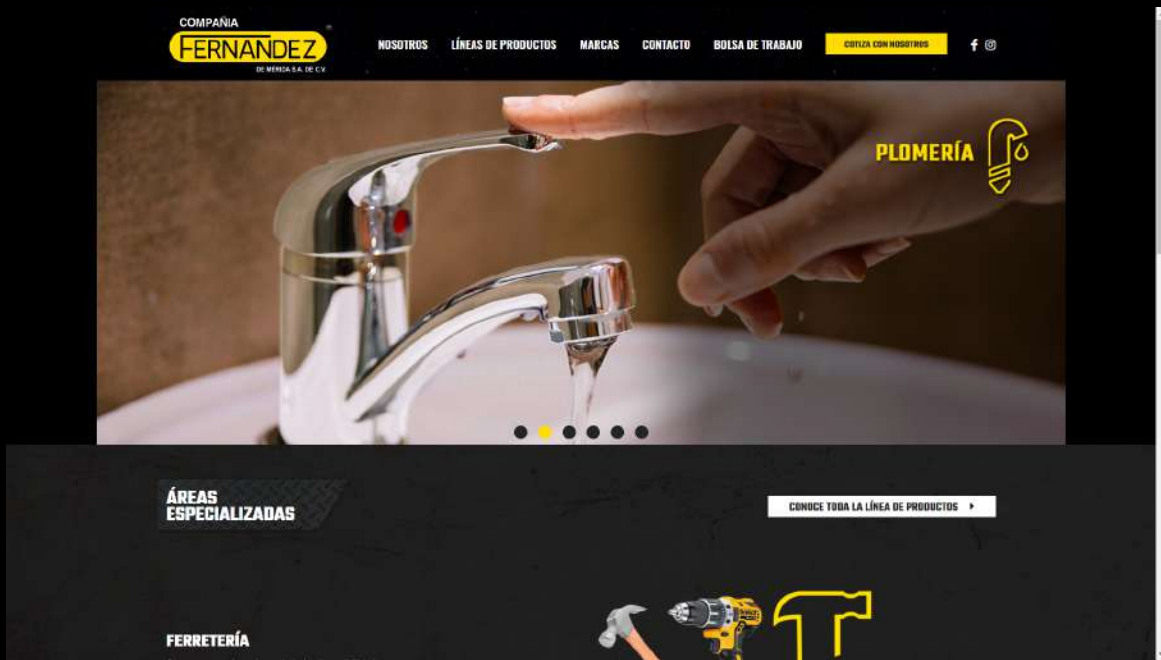 COMPAÑIA
FERNANDEZ
DE MERIDA S.A. DE C.V.
NOSOTROS
LÍNEAS DE PRODUCTOS
MARCAS
CONTACTO
BOLSA DE TRABAJO
COTIZA CON NOSOTROS
PLOMERÍA
ÁREAS
ESPECIALIZADAS
CONOCE TODA LA LÍNEA DE PRODUCTOS
FERRETERÍA